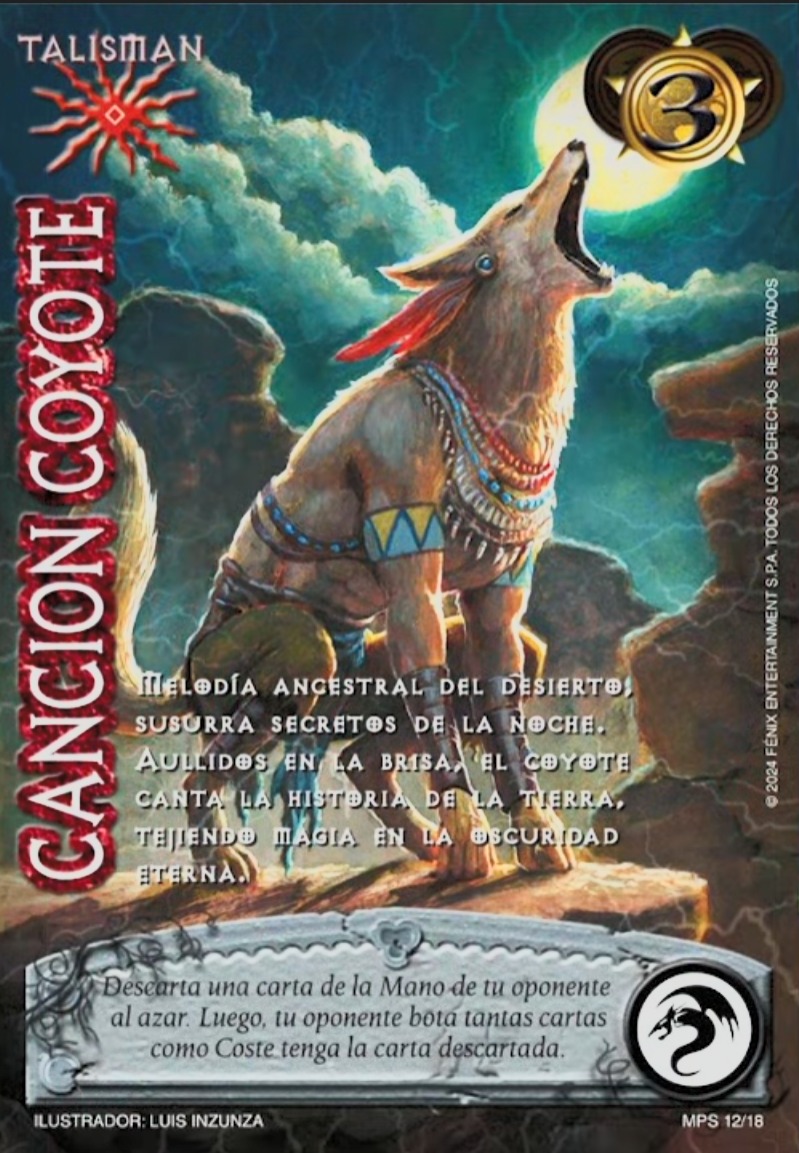 TALISMAN
3
CANCION COYOTE
MELODÍA ANCESTRAL DEL DESIERTO,
SUSURRA SECRETOS DE LA NOCHE.
AULLIDOS EN LA BRISA, EL COYOTE
CANTA LA HISTORIA DE LA TIERRA,
TEJIENDO MAGIA EN LA OSCURIDAD
ETERNA.
© 2024 FÉNIX ENTERTAINMENT S.P.A. TODOS LOS DERECHOS RESERVADOS
Descarta una carta de la Mano de tu oponente
al azar. Luego, tu oponente bota tantas cartas
como Coste tenga la carta descartada.
ILUSTRADOR: LUIS INZUNZA
MPS 12/18